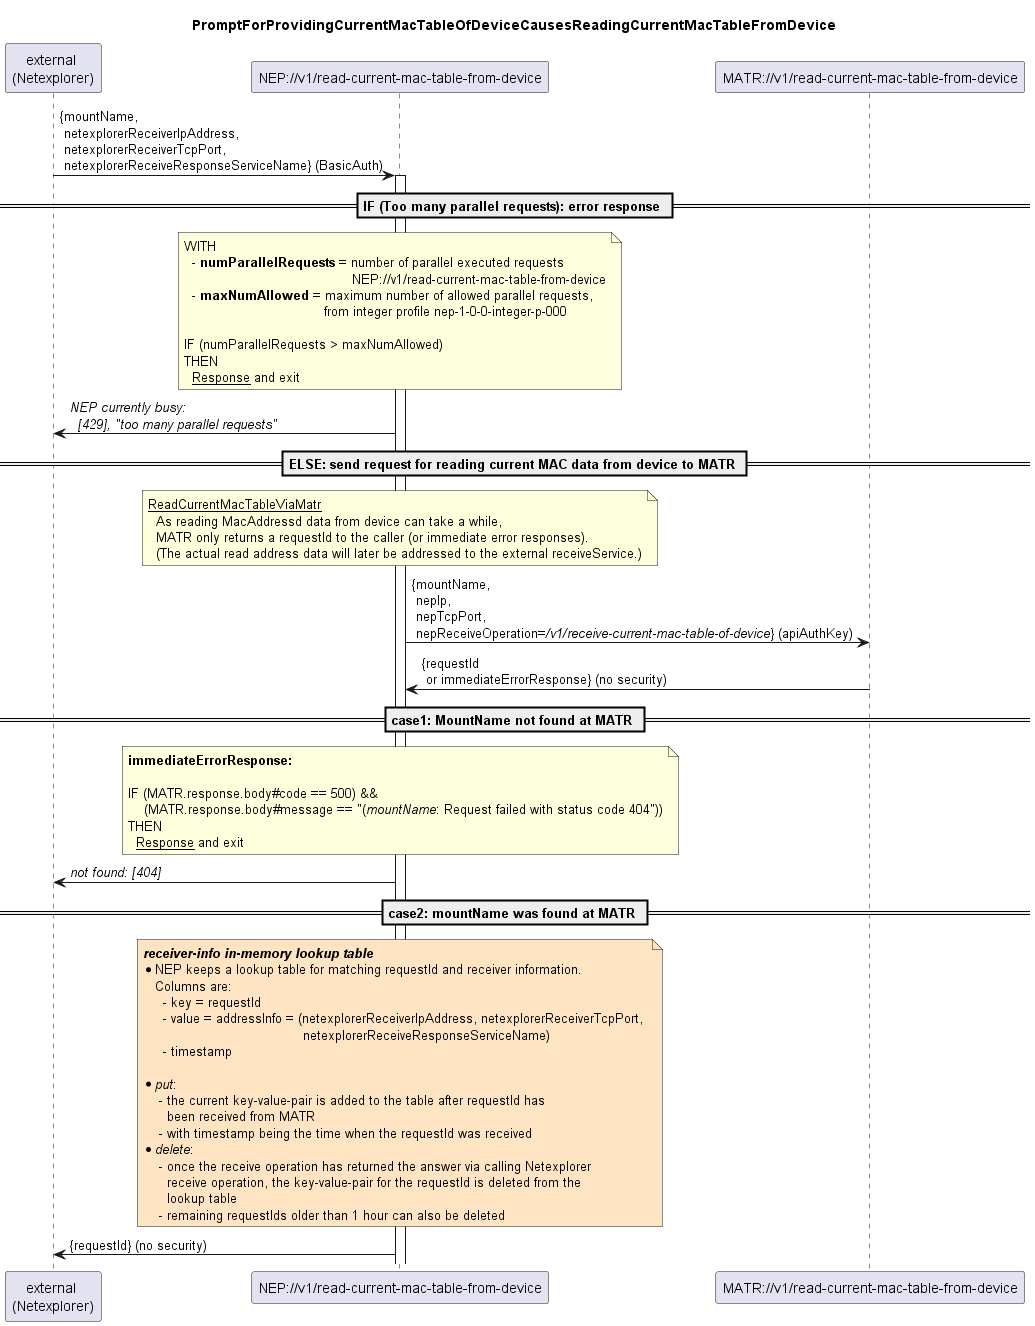 PromptForProvidingCurrentMacTableOfDeviceCausesReadingCurrentMacTableFromDevice
external
(Netexplorer)
NEP://v1/read-current-mac-table-from-device
MATR://v1/read-current-mac-table-from-device
{mountName,
netexplorerReceiverIpAddress,
netexplorerReceiverTcpPort,
netexplorerReceiveResponseServiceName} (BasicAuth)
IF (Too many parallel requests): error response
WITH
- numParallelRequests = number of parallel executed requests
NEP://v1/read-current-mac-table-from-device
- maxNumAllowed = maximum number of allowed parallel requests,
from integer profile nep-1-0-0-integer-p-000
IF (numParallelRequests > maxNumAllowed)
THEN
Response and exit
NEP currently busy:
[429], "too many parallel requests"
ELSE: send request for reading current MAC data from device to MATR
ReadCurrentMacTableViaMatr
As reading MacAddressd data from device can take a while,
MATR only returns a requestId to the caller (or immediate error responses).
(The actual read address data will later be addressed to the external receiveService.)
{mountName,
nepIp,
nepTcpPort,
nepReceiveOperation=/v1/receive-current-mac-table-of-device} (apiAuthKey)
{requestId
or immediateErrorResponse} (no security)
case1: MountName not found at MATR
immediateErrorResponse:
IF (MATR.response.body#code == 500) &&
(MATR.response.body#message == "(mountName: Request failed with status code 404"))
THEN
Response and exit
not found: [404]
case2: mountName was found at MATR
receiver-info in-memory lookup table
• NEP keeps a lookup table for matching requestId and receiver information.
Columns are:
- key = requestId
- value = addressInfo = (netexplorerReceiverIpAddress, netexplorerReceiverTcpPort,
netexplorerReceiveResponseServiceName)
- timestamp
• put:
- the current key-value-pair is added to the table after requestId has
been received from MATR
- with timestamp being the time when the requestId was received
• delete:
- once the receive operation has returned the answer via calling Netexplorer
receive operation, the key-value-pair for the requestId is deleted from the
lookup table
- remaining requestIds older than 1 hour can also be deleted
{requestId} (no security)
external
(Netexplorer)
NEP://v1/read-current-mac-table-from-device
MATR://v1/read-current-mac-table-from-device